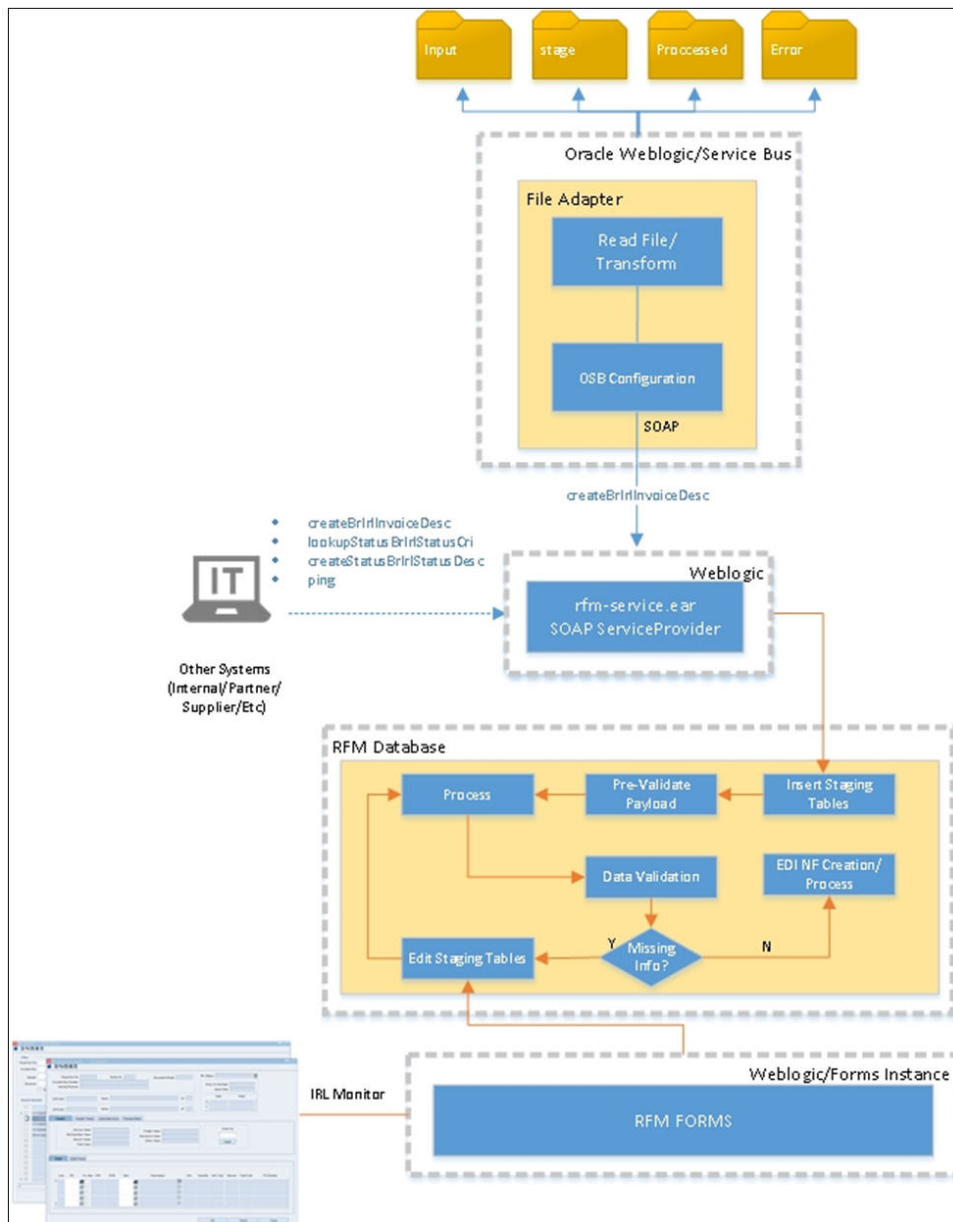 Input
stage
Proccessed
Error
Oracle Weblogic/Service Bus
File Adapter
Read File/
Transform
OSB Configuration
SOAP
createBrIrlInvoiceDesc
createBrIrlInvoiceDesc
lookupStatusBrIrlStatusCri
createStatusBrIrlStatusDesc
ping
IT
Weblogic
rfm-service.ear
SOAP ServiceProvider
Other Systems
(Internal/Partner/
Supplier/Etc)
RFM Database
Process
Pre-Validate
Payload
Insert Staging
Tables
Data Validation
EDI NF Creation/
Process
Edit Staging Tables
Y
Missing
Info?
N
Weblogic/Forms Instance
IRL Monitor
RFM FORMS